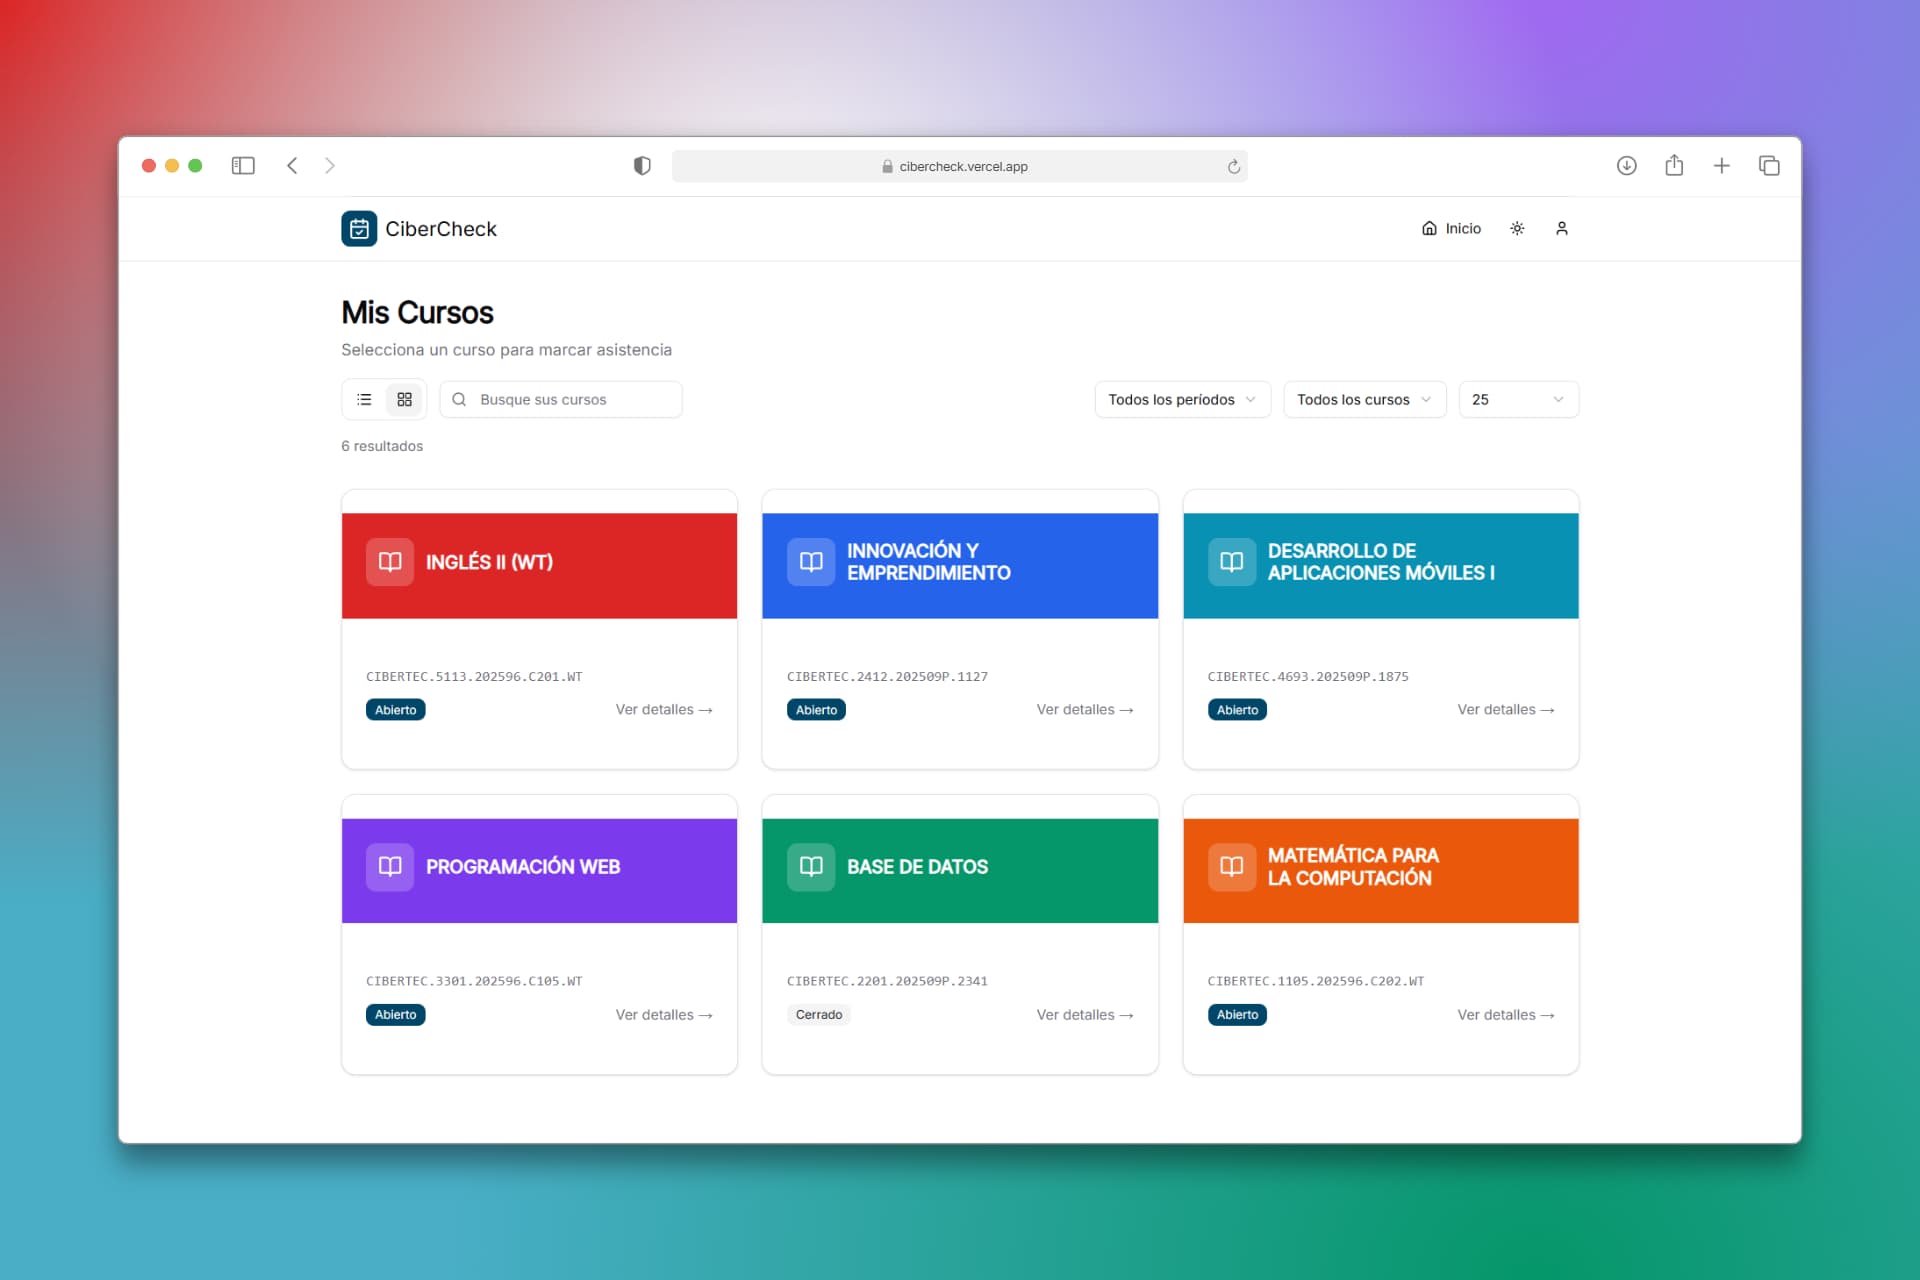 cibercheck.vercel.app
CiberCheck
Inicio
Mis Cursos
Selecciona un curso para marcar asistencia
Busque sus cursos
Todos los períodos
Todos los cursos
25
6 resultados
INGLÉS II (WT)
CIBERTEC.5113.202596.C201.WT
Abierto
Ver detalles →
INNOVACIÓN Y
EMPRENDIMIENTO
CIBERTEC.2412.202509P.1127
Abierto
Ver detalles →
DESARROLLO DE
APLICACIONES MÓVILES I
CIBERTEC.4693.202509P.1875
Abierto
Ver detalles →
PROGRAMACIÓN WEB
CIBERTEC.3301.202596.C105.WT
Abierto
Ver detalles →
BASE DE DATOS
CIBERTEC.2201.202509P.2341
Cerrado
Ver detalles →
MATEMÁTICA PARA
LA COMPUTACIÓN
CIBERTEC.1105.202596.C202.WT
Abierto
Ver detalles →